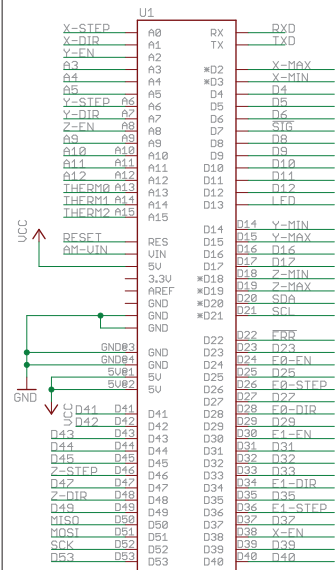 U1
X-STEP A0
X-DIR A1
Y-EN A2
A3 A3
A4 A4
A5 A5
Y-STEP A6 A6
Y-DIR A7 A7
Z-EN A8 A8
A9 A9 A9
A10 A10 A10
A11 A11 A11
A12 A12 A12
THERM0 A13 A13
THERM1 A14 A14
THERM2 A15 A15
VCC
RESET RES
AM-VIN VIN
5V
3.3V
AREF
GND
GND
GND@3 GND
GND@4 GND
5V@1 5V
5V@2 5V
GND
VCC
D41 D41 D41
D42 D42 D42
D43 D43 D43
D44 D44 D44
D45 D45 D45
Z-STEP D46 D46
D47 D47 D47
Z-DIR D48 D48
D49 D49 D49
MISO D50 D50
MOSI D51 D51
SCK D52 D52
D53 D53 D53
RX RXD
TX TXD
*D2 X-MAX
*D3 X-MIN
D4 D4
D5 D5
D6 D6
D7 SIG
D8 D8
D9 D9
D10 D10
D11 D11
D12 D12
D13 LED
D14 D14 Y-MIN
D15 D15 Y-MAX
D16 D16 D16
D17 D17 D17
*D18 D18 Z-MIN
*D19 D19 Z-MAX
*D20 D20 SDA
*D21 D21 SCL
D22 D22 ERR
D23 D23 D23
D24 D24 E0-EN
D25 D25 D25
D26 D26 E0-STEP
D27 D27 D27
D28 D28 E0-DIR
D29 D29 D29
D30 D30 E1-EN
D31 D31 D31
D32 D32 D32
D33 D33 D33
D34 D34 E1-DIR
D35 D35 D35
D36 D36 E1-STEP
D37 D37 D37
D38 D38 X-EN
D39 D39 D39
D40 D40 D40